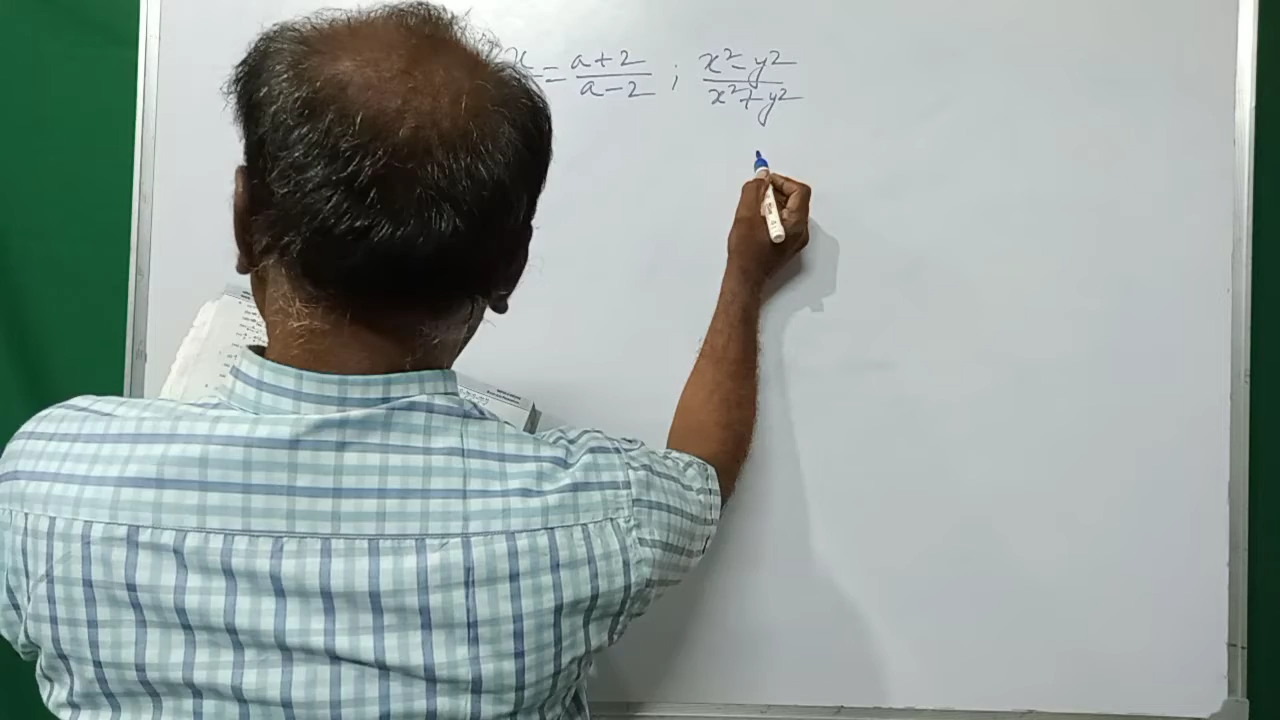 x/ = a+2/a-2 ; x²-y²/x²+y²